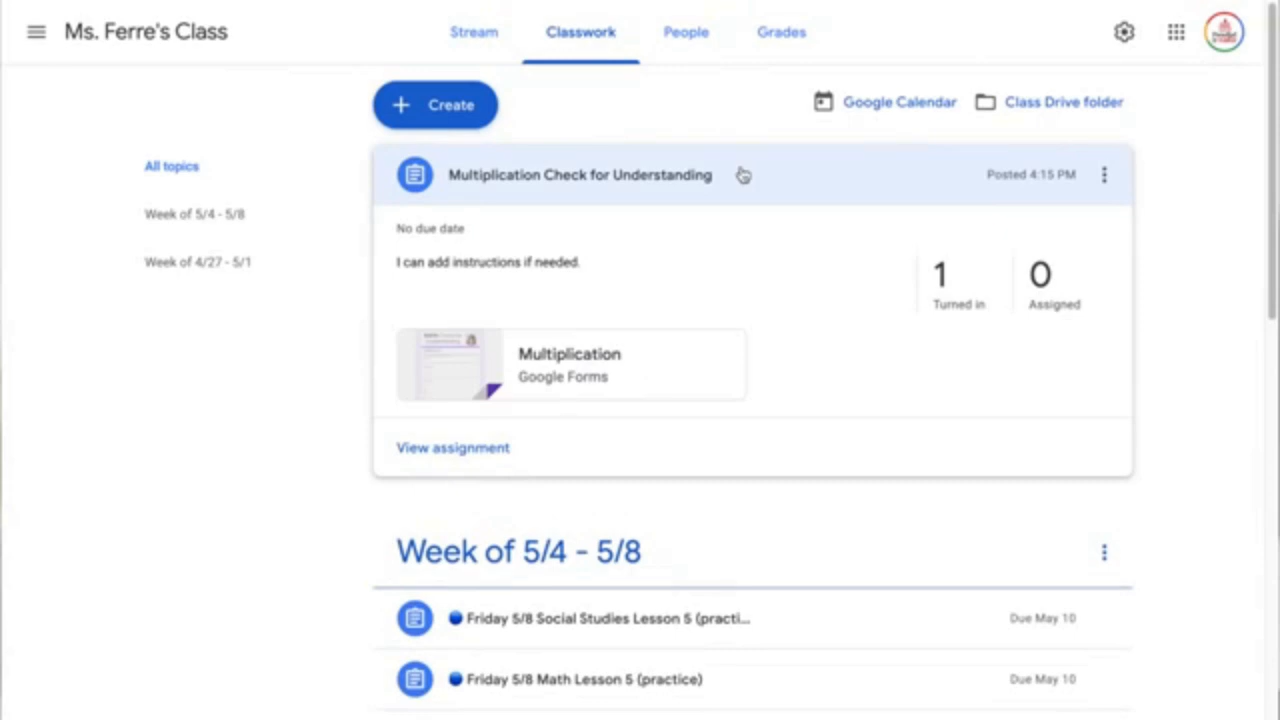 Ms. Ferre's Class
Stream
Classwork
People
Grades
Create
Google Calendar
Class Drive folder
All topics
Week of 5/4 - 5/8
Week of 4/27 - 5/1
Multiplication Check for Understanding
Posted 4:15 PM
No due date
I can add instructions if needed.
1
Turned in
0
Assigned
Multiplication
Google Forms
View assignment
Week of 5/4 - 5/8
Friday 5/8 Social Studies Lesson 5 (practi...
Due May 10
Friday 5/8 Math Lesson 5 (practice)
Due May 10